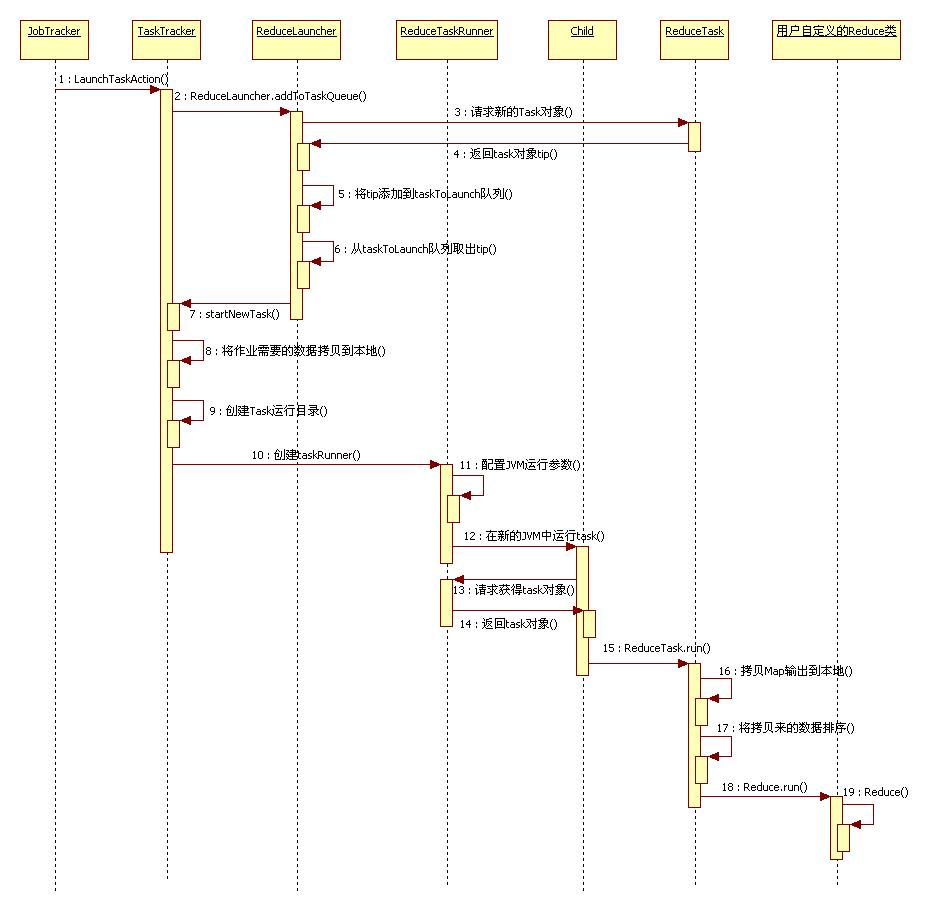 JobTracker
TaskTracker
ReduceLauncher
ReduceTaskRunner
Child
ReduceTask
用户自定义的Reduce类
1 : LaunchTaskAction()
2 : ReduceLauncher.addToTaskQueue()
3 : 请求新的Task对象()
4 : 返回task对象tip()
5 : 将tip添加到taskToLaunch队列()
6 : 从taskToLaunch队列取出tip()
7 : startNewTask()
8 : 将作业需要的数据拷贝到本地()
9 : 创建Task运行目录()
10 : 创建taskRunner()
11 : 配置JVM运行参数()
12 : 在新的JVM中运行task()
13 : 请求获得task对象()
14 : 返回task对象()
15 : ReduceTask.run()
16 : 拷贝Map输出到本地()
17 : 将拷贝来的数据排序()
18 : Reduce.run()
19 : Reduce()